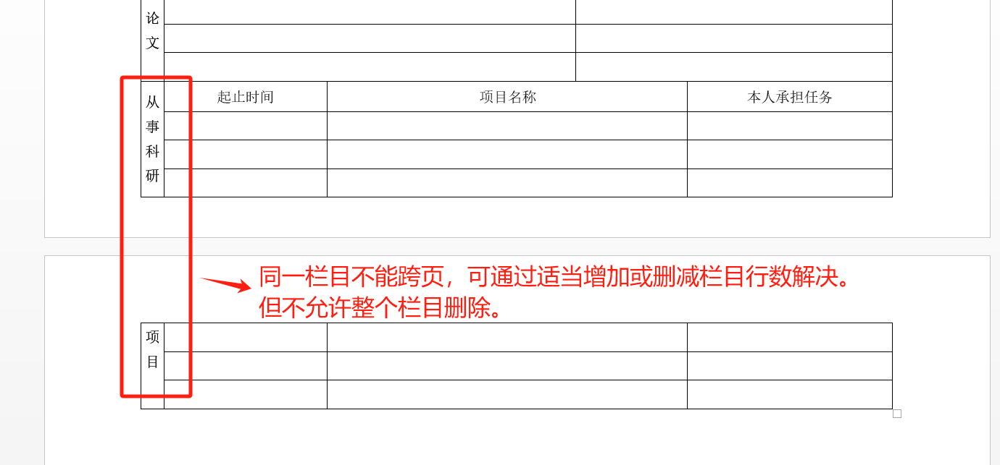 论
文
起止时间 项目名称 本人承担任务
从
事
科
研
同一栏目不能跨页，可通过适当增加或删减栏目行数解决。
但不允许整个栏目删除。
项
目